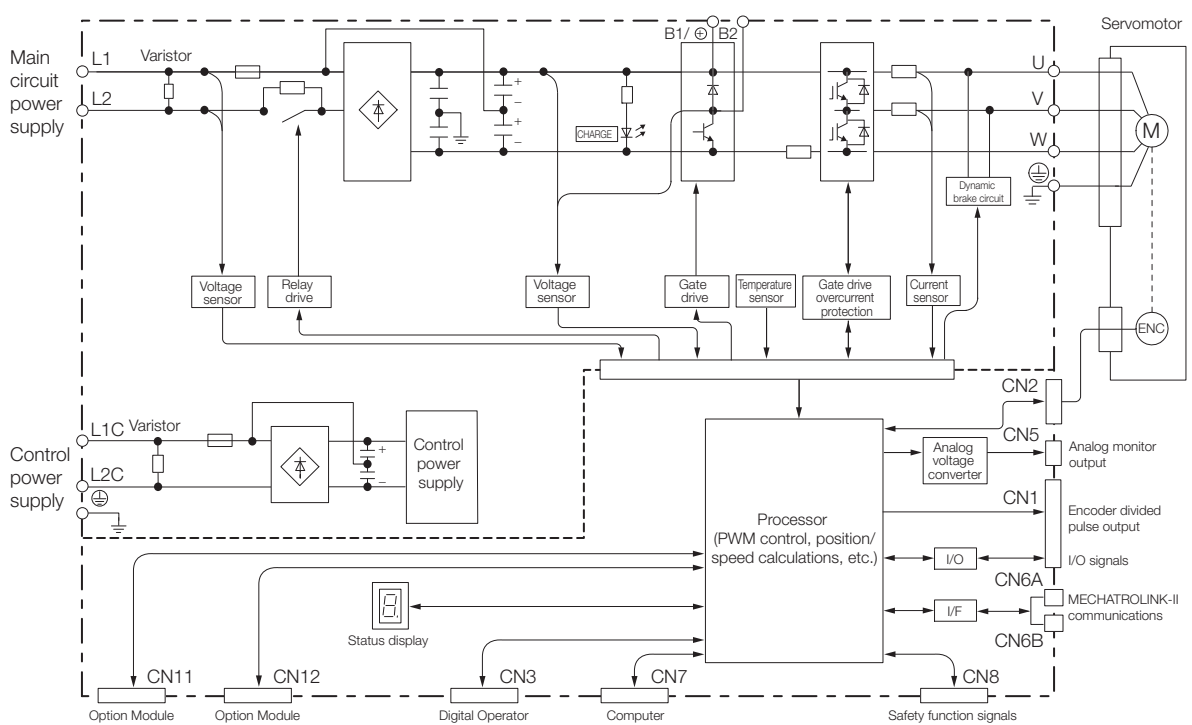 Servomotor
B1/ ⊕ B2
Main
circuit
power
supply
L1
Varistor
L2
+
−
+
−
CHARGE
U
V
W
M
Dynamic
brake circuit
Voltage
sensor
Relay
drive
Voltage
sensor
Gate
drive
Temperature
sensor
Gate drive
overcurrent
protection
Current
sensor
ENC
CN2
Control
power
supply
L1C
Varistor
L2C
+
−
Control
power
supply
Processor
(PWM control, position/
speed calculations, etc.)
CN5
Analog
voltage
converter
Analog monitor
output
CN1
Encoder divided
pulse output
I/O
I/O signals
CN6A
I/F
MECHATROLINK-II
communications
CN6B
8.
Status display
CN11
CN12
CN3
CN7
CN8
Option Module
Option Module
Digital Operator
Computer
Safety function signals